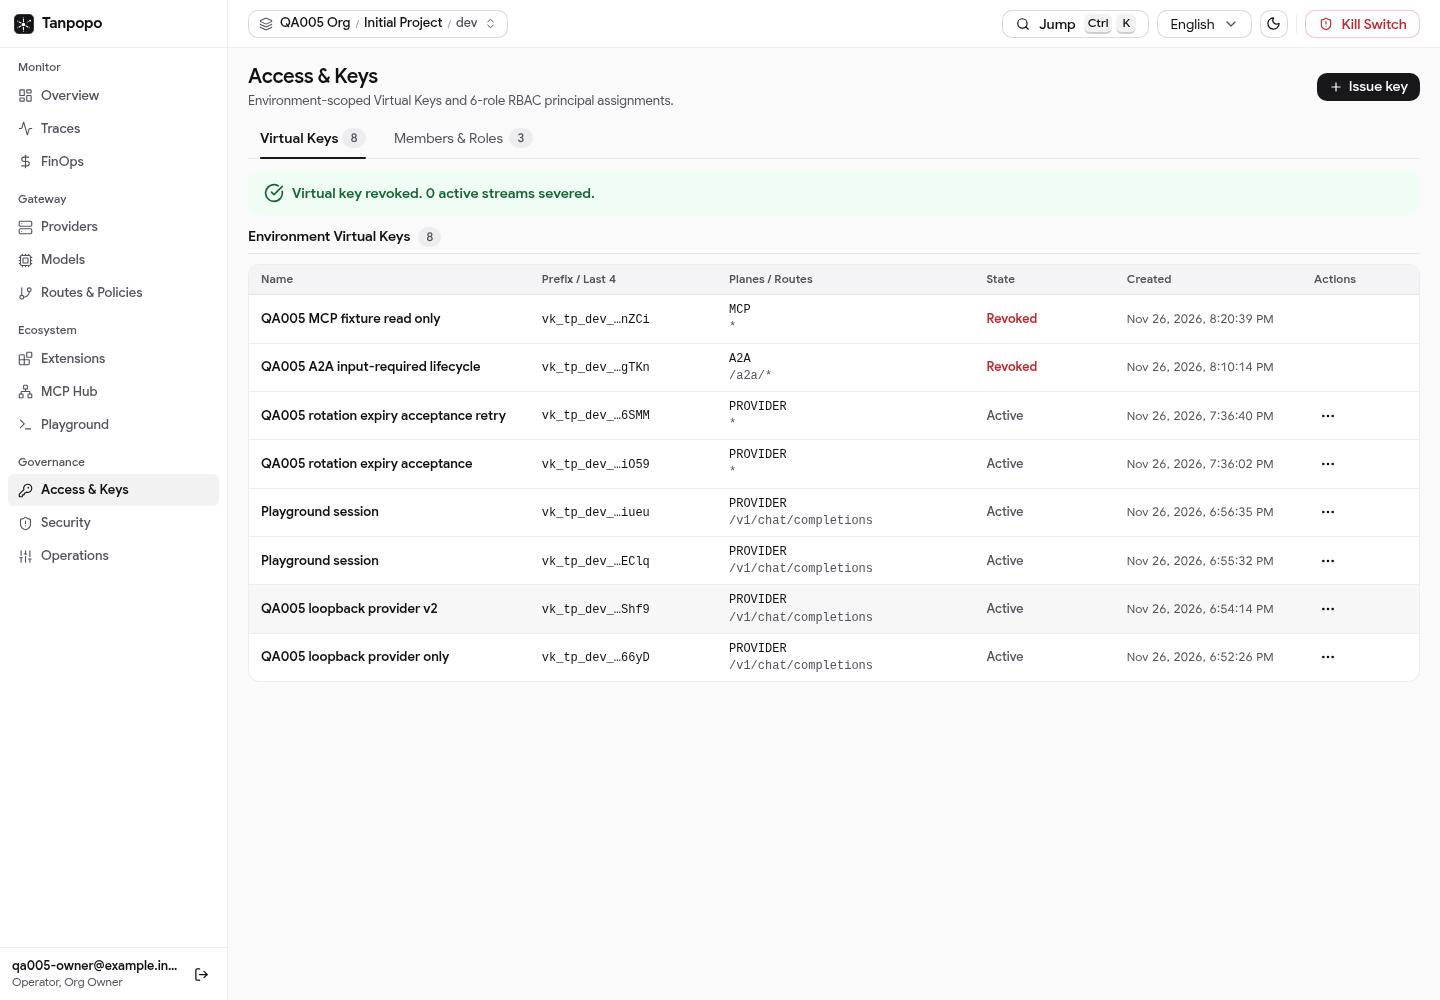 Tanpopo
QA005 Org / Initial Project / dev
Jump Ctrl K
English
Kill Switch
Monitor
Overview
Traces
FinOps
Gateway
Providers
Models
Routes & Policies
Ecosystem
Extensions
MCP Hub
Playground
Governance
Access & Keys
Security
Operations
qa005-owner@example.in...
Operator, Org Owner
Access & Keys
Environment-scoped Virtual Keys and 6-role RBAC principal assignments.
Issue key
Virtual Keys 8 Members & Roles 3
Virtual key revoked. 0 active streams severed.
Environment Virtual Keys 8
Name Prefix / Last 4 Planes / Routes State Created Actions
QA005 MCP fixture read only vk_tp_dev_…nZCi MCP Revoked Nov 26, 2026, 8:20:39 PM
*
QA005 A2A input-required lifecycle vk_tp_dev_…gTKn A2A Revoked Nov 26, 2026, 8:10:14 PM
/a2a/*
QA005 rotation expiry acceptance retry vk_tp_dev_…6SMM PROVIDER Active Nov 26, 2026, 7:36:40 PM
*
QA005 rotation expiry acceptance vk_tp_dev_…iO59 PROVIDER Active Nov 26, 2026, 7:36:02 PM
*
Playground session vk_tp_dev_…iueu PROVIDER Active Nov 26, 2026, 6:56:35 PM
/v1/chat/completions
Playground session vk_tp_dev_…EClq PROVIDER Active Nov 26, 2026, 6:55:32 PM
/v1/chat/completions
QA005 loopback provider v2 vk_tp_dev_…Shf9 PROVIDER Active Nov 26, 2026, 6:54:14 PM
/v1/chat/completions
QA005 loopback provider only vk_tp_dev_…66yD PROVIDER Active Nov 26, 2026, 6:52:26 PM
/v1/chat/completions